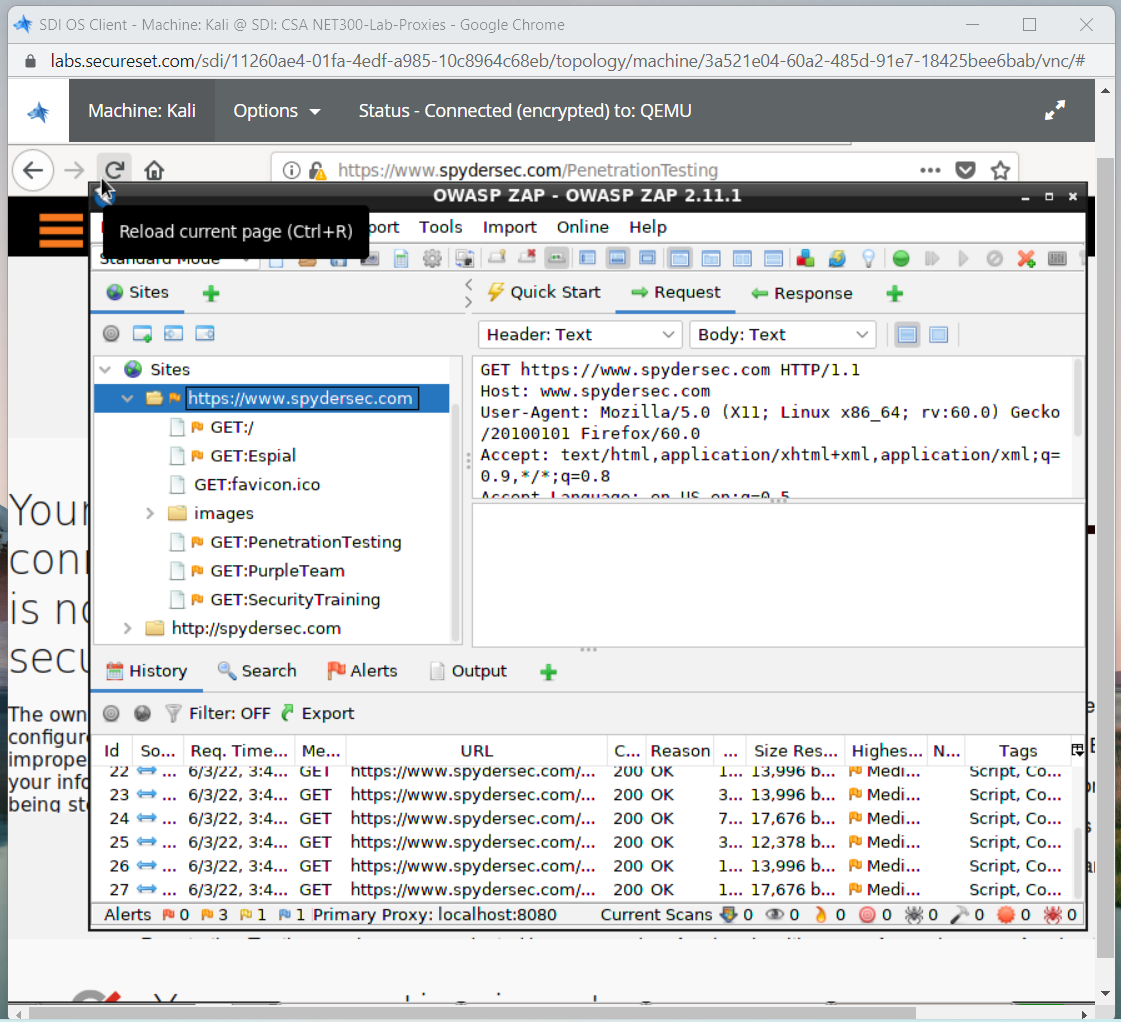 SDI OS Client - Machine: Kali @ SDI: CSA NET300-Lab-Proxies - Google Chrome
labs.secureset.com/sdi/11260ae4-01fa-4edf-a985-10c8964c68eb/topology/machine/3a521e04-60a2-485d-91e7-18425bee6bab/vnc/#
Machine: Kali Options Status - Connected (encrypted) to: QEMU
https://www.spydersec.com/PenetrationTesting
OWASP ZAP - OWASP ZAP 2.11.1
Reload current page (Ctrl+R) port Tools Import Online Help
Standard Mode
Sites Quick Start Request Response
Header: Text Body: Text
Sites
https://www.spydersec.com
GET:/
GET:Espial
GET:favicon.ico
images
GET:PenetrationTesting
GET:PurpleTeam
GET:SecurityTraining
http://spydersec.com
GET https://www.spydersec.com HTTP/1.1
Host: www.spydersec.com
User-Agent: Mozilla/5.0 (X11; Linux x86_64; rv:60.0) Gecko
/20100101 Firefox/60.0
Accept: text/html,application/xhtml+xml,application/xml;q=
0.9,*/*;q=0.8
Accept-Language: en-US,en;q=0.5
Your
conn
is no
secu
The own
configure
imprope
your info
being sto
History Search Alerts Output
Filter: OFF Export
Id So... Req. Time... Me... URL C... Reason ... Size Res... Highes... N... Tags
22 ... 6/3/22, 3:4... GET https://www.spydersec.com/... 200 OK 1... 13,996 b... Medi... Script, Co...
23 ... 6/3/22, 3:4... GET https://www.spydersec.com/... 200 OK 3... 13,996 b... Medi... Script, Co...
24 ... 6/3/22, 3:4... GET https://www.spydersec.com/... 200 OK 7... 17,676 b... Medi... Script, Co...
25 ... 6/3/22, 3:4... GET https://www.spydersec.com/... 200 OK 3... 12,378 b... Medi... Script, Co...
26 ... 6/3/22, 3:4... GET https://www.spydersec.com/... 200 OK 1... 13,996 b... Medi... Script, Co...
27 ... 6/3/22, 3:4... GET https://www.spydersec.com/... 200 OK 1... 17,676 b... Medi... Script, Co...
Alerts 0 3 1 1 Primary Proxy: localhost:8080 Current Scans 0 0 0 0 0 0 0 0